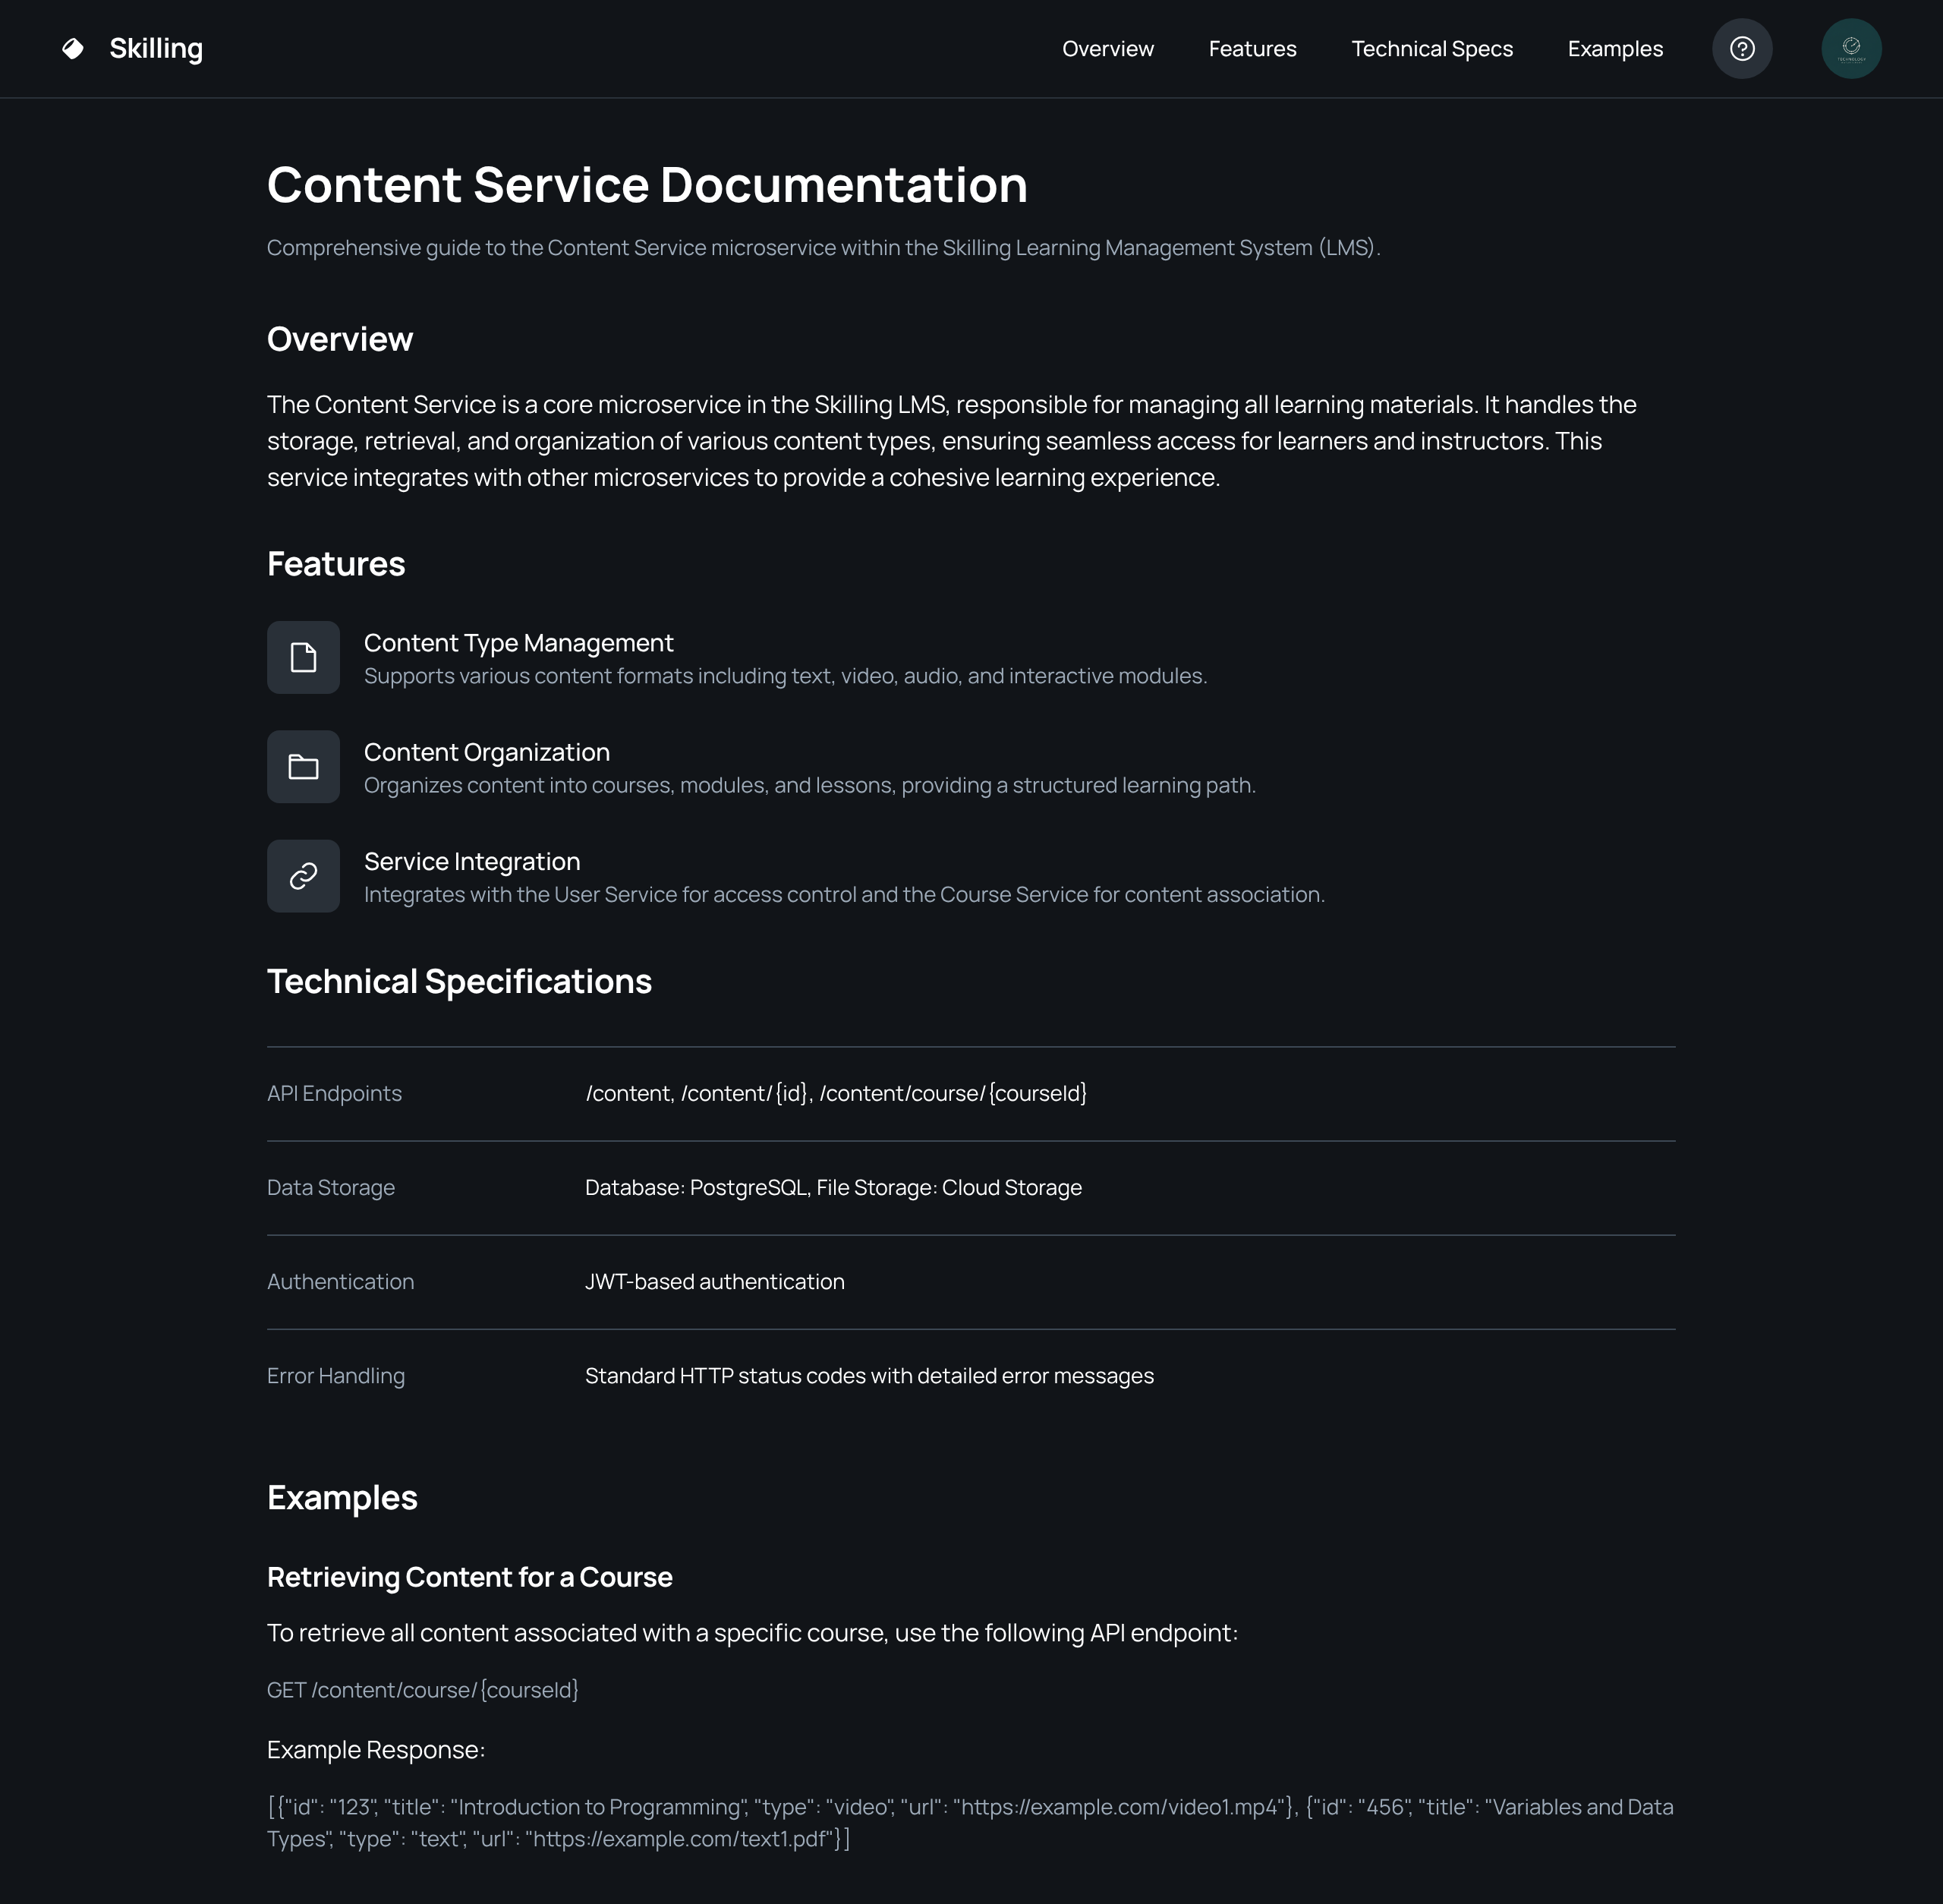 Skilling
Overview
Features
Technical Specs
Examples
TECHNOLOGY
Content Service Documentation
Comprehensive guide to the Content Service microservice within the Skilling Learning Management System (LMS).
Overview
The Content Service is a core microservice in the Skilling LMS, responsible for managing all learning materials. It handles the
storage, retrieval, and organization of various content types, ensuring seamless access for learners and instructors. This
service integrates with other microservices to provide a cohesive learning experience.
Features
Content Type Management
Supports various content formats including text, video, audio, and interactive modules.
Content Organization
Organizes content into courses, modules, and lessons, providing a structured learning path.
Service Integration
Integrates with the User Service for access control and the Course Service for content association.
Technical Specifications
API Endpoints
/content, /content/{id}, /content/course/{courseId}
Data Storage
Database: PostgreSQL, File Storage: Cloud Storage
Authentication
JWT-based authentication
Error Handling
Standard HTTP status codes with detailed error messages
Examples
Retrieving Content for a Course
To retrieve all content associated with a specific course, use the following API endpoint:
GET /content/course/{courseId}
Example Response:
[{"id": "123", "title": "Introduction to Programming", "type": "video", "url": "https://example.com/video1.mp4"}, {"id": "456", "title": "Variables and Data
Types", "type": "text", "url": "https://example.com/text1.pdf"}]